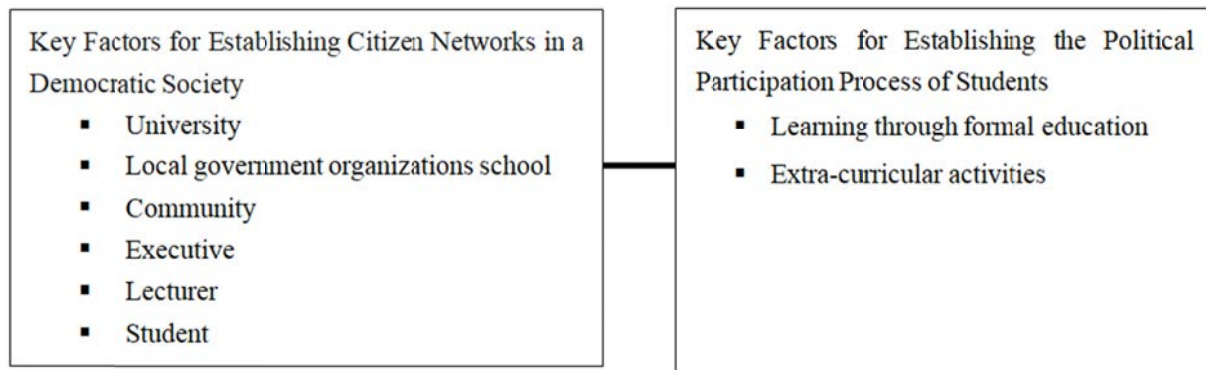 Key Factors for Establishing Citizen Networks in a
Democratic Society
▪ University
▪ Local government organizations school
▪ Community
▪ Executive
▪ Lecturer
▪ Student
Key Factors for Establishing the Political
Participation Process of Students
▪ Learning through formal education
▪ Extra-curricular activities